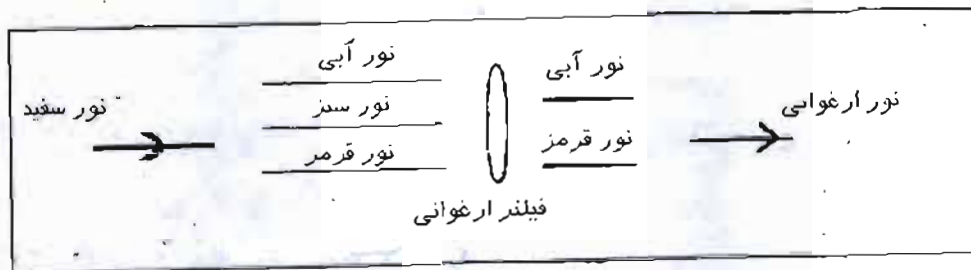 نور سفید
نور آبی
نور سبز
نور قرمز
فیلتر ارغوانی
نور آبی
نور قرمز
نور ارغوانی